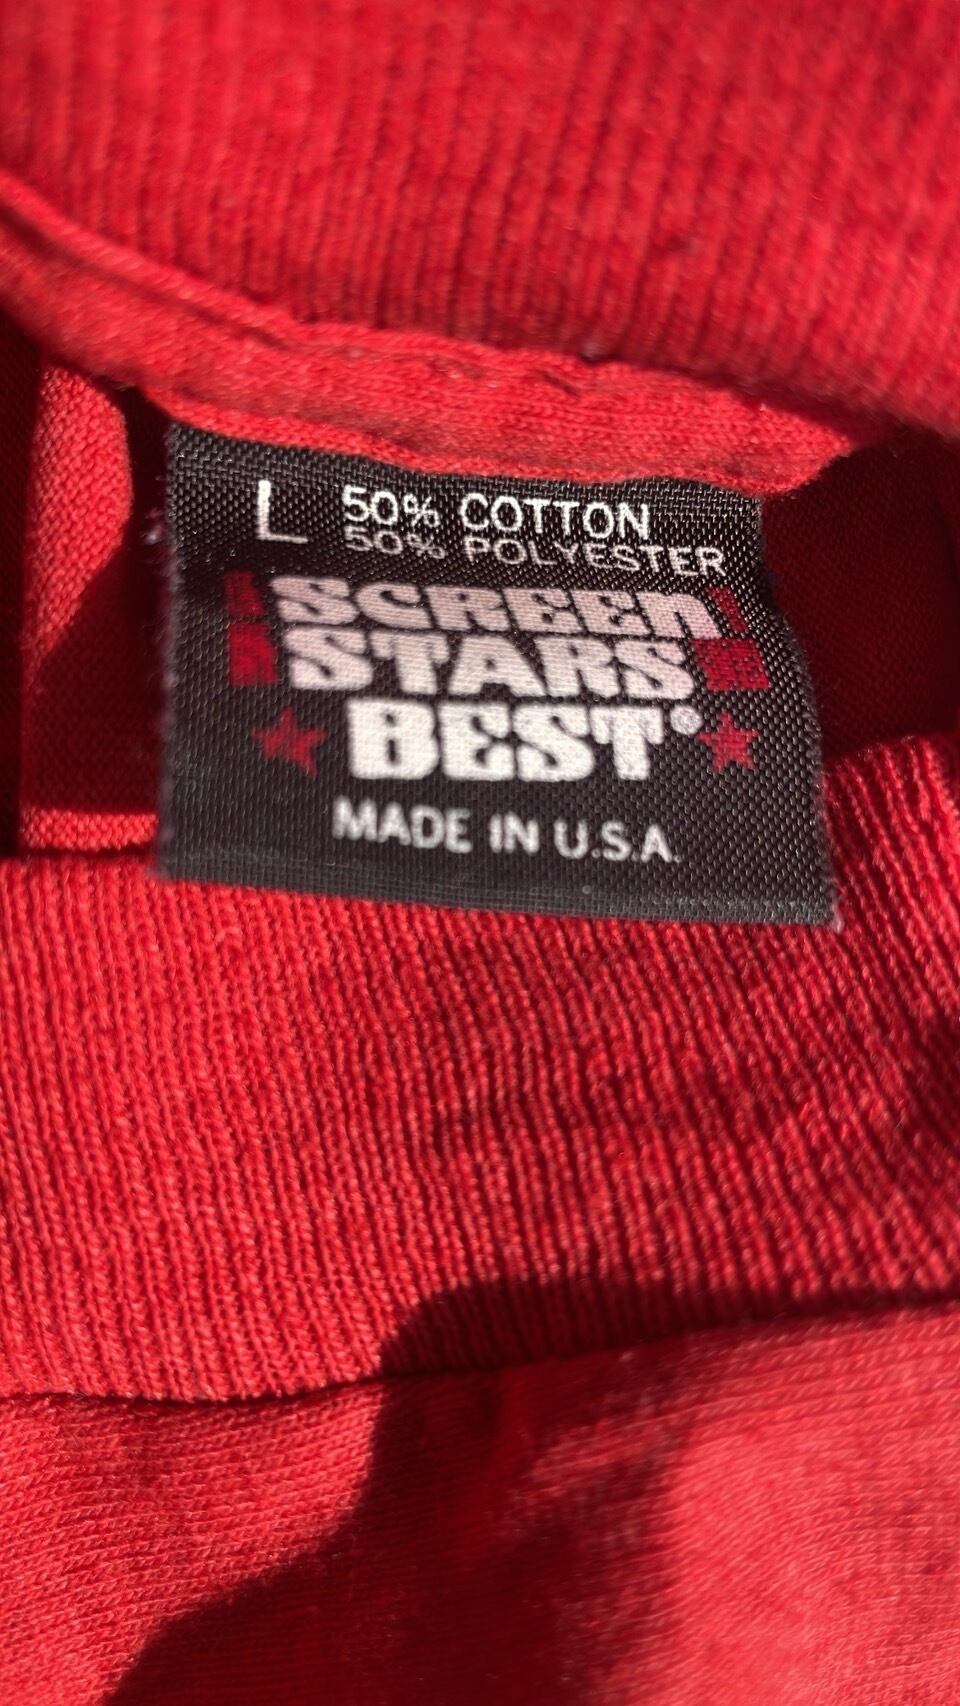 L 50% COTTON
50% POLYESTER
SCREEN
STARS
BEST®
MADE IN U.S.A.